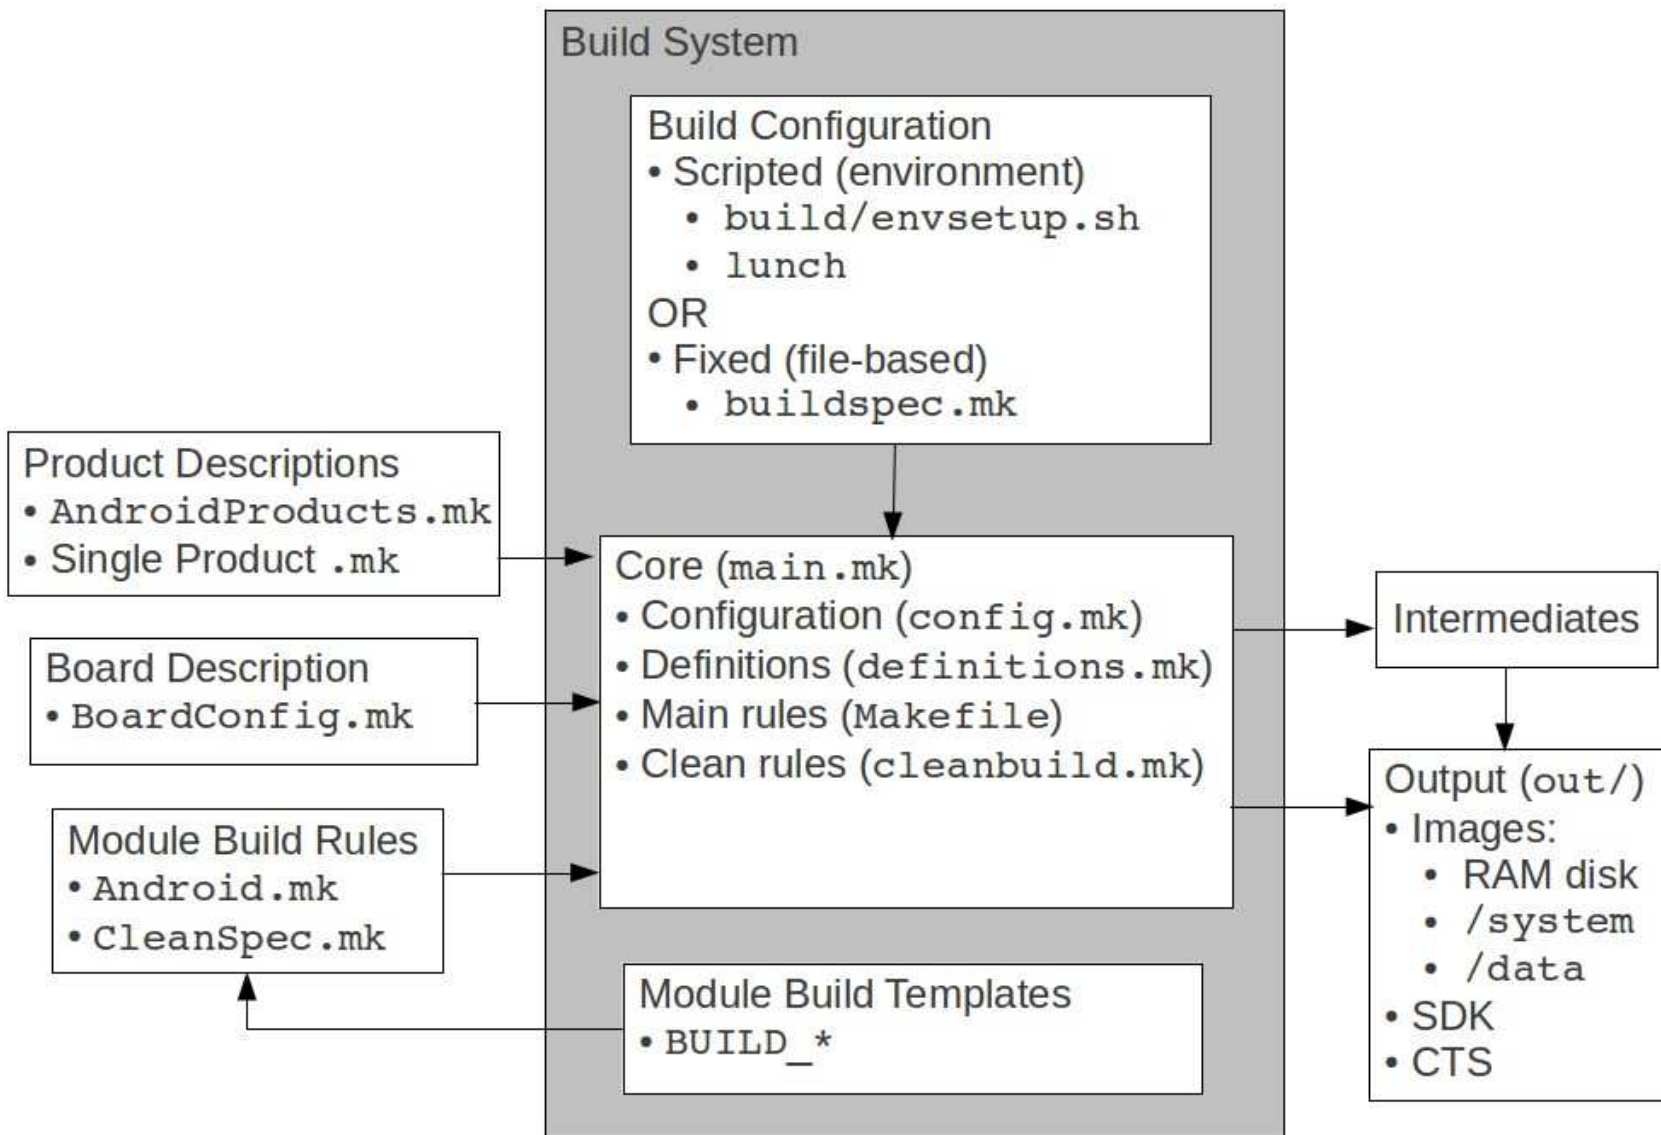 Build System
Build Configuration
• Scripted (environment)
• build/envsetup.sh
• lunch
OR
• Fixed (file-based)
• buildspec.mk
Product Descriptions
• AndroidProducts.mk
• Single Product .mk
Board Description
• BoardConfig.mk
Module Build Rules
• Android.mk
• CleanSpec.mk
Core (main.mk)
• Configuration (config.mk)
• Definitions (definitions.mk)
• Main rules (Makefile)
• Clean rules (cleanbuild.mk)
Module Build Templates
• BUILD_*
Intermediates
Output (out/)
• Images:
• RAM disk
• /system
• /data
• SDK
• CTS